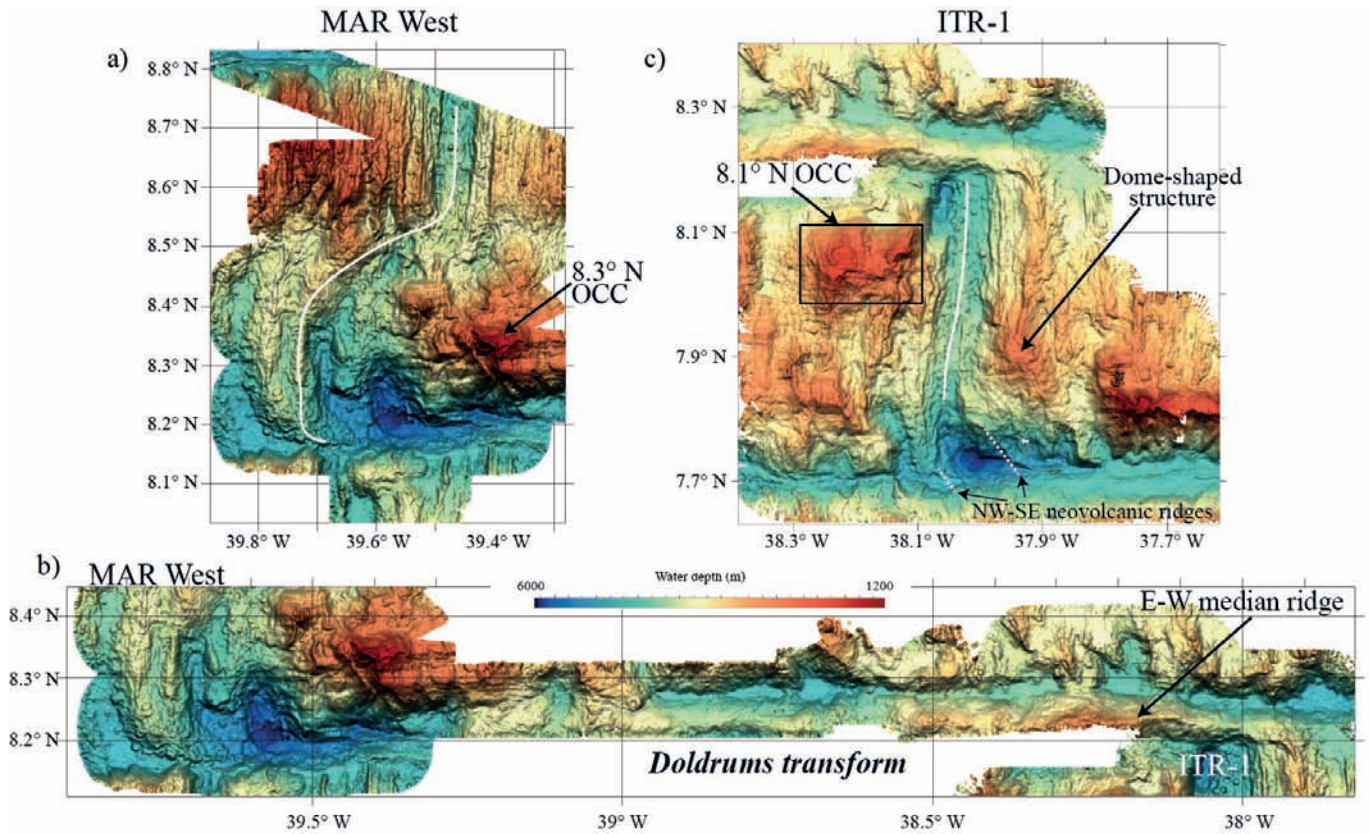 MAR West
a)
8.8° N
8.7° N
8.6° N
8.5° N
8.4° N
8.3° N
8.2° N
8.1° N
8.3° N
OCC
39.8° W
39.6° W
39.4° W
ITR-1
c)
8.3° N
8.1° N
7.9° N
7.7° N
8.1° N OCC
Dome-shaped
structure
NW-SE neovolcanic ridges
38.3° W
38.1° W
37.9° W
37.7° W
b)
MAR West
6000
Water depth (m)
1200
E-W median ridge
8.4° N
8.3° N
8.2° N
Doldrums transform
ITR-1
39.5° W
39° W
38.5° W
38° W